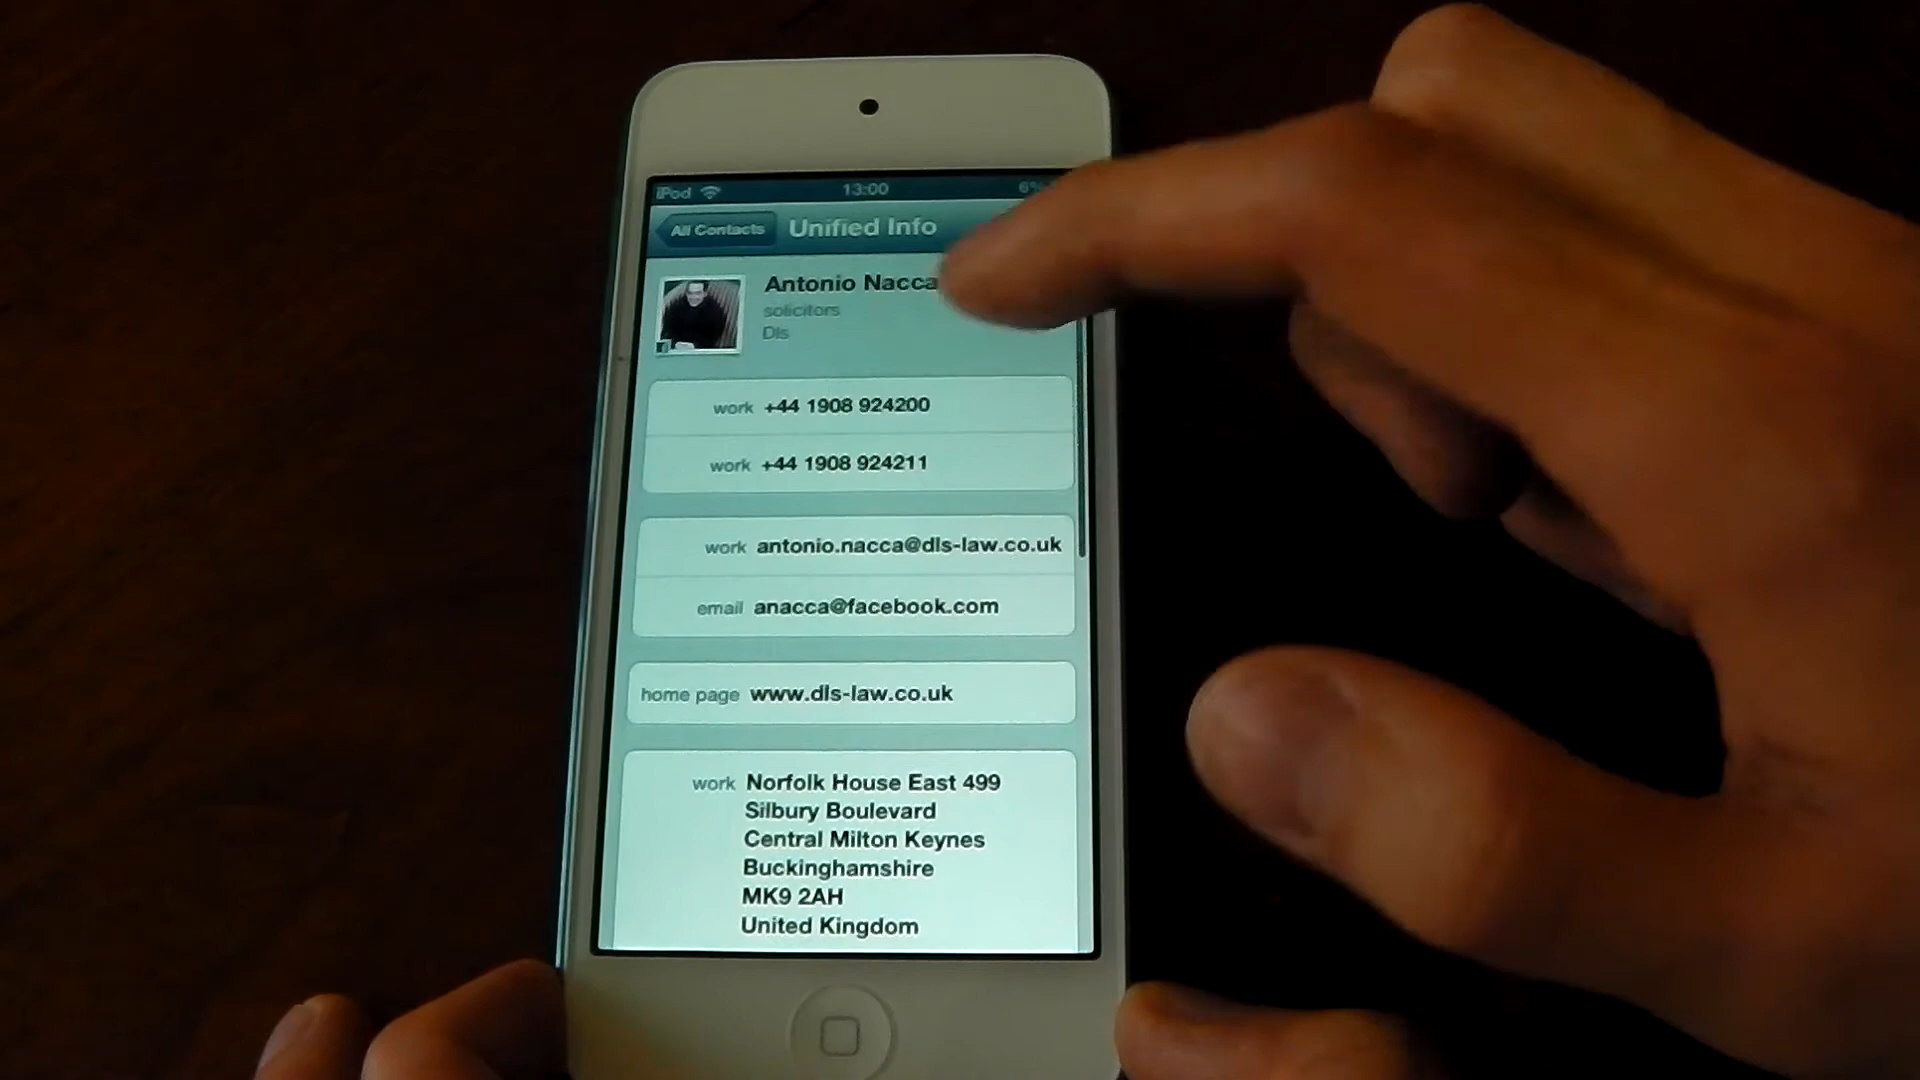 iPod 13:00 6%
All Contacts Unified Info
Antonio Nacca
solicitors
Dls
work +44 1908 924200
work +44 1908 924211
work antonio.nacca@dls-law.co.uk
email anacca@facebook.com
home page www.dls-law.co.uk
work Norfolk House East 499
Silbury Boulevard
Central Milton Keynes
Buckinghamshire
MK9 2AH
United Kingdom